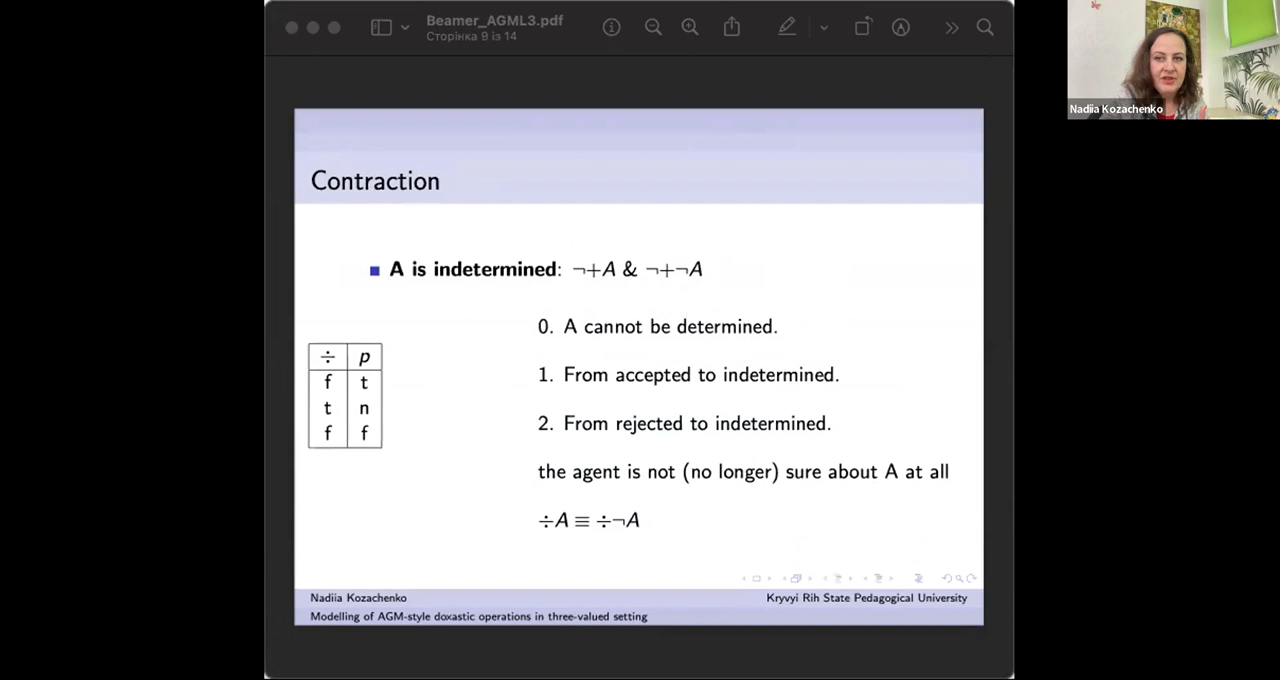 Beamer_AGML3.pdf
Сторінка 9 із 14
Nadiia Kozachenko
Contraction
A is indetermined: ¬+A & ¬+¬A
0. A cannot be determined.
1. From accepted to indetermined.
2. From rejected to indetermined.
the agent is not (no longer) sure about A at all
÷A ≡ ÷¬A
÷ p
f t
t n
f f
Nadiia Kozachenko
Kryvyi Rih State Pedagogical University
Modelling of AGM-style doxastic operations in three-valued setting